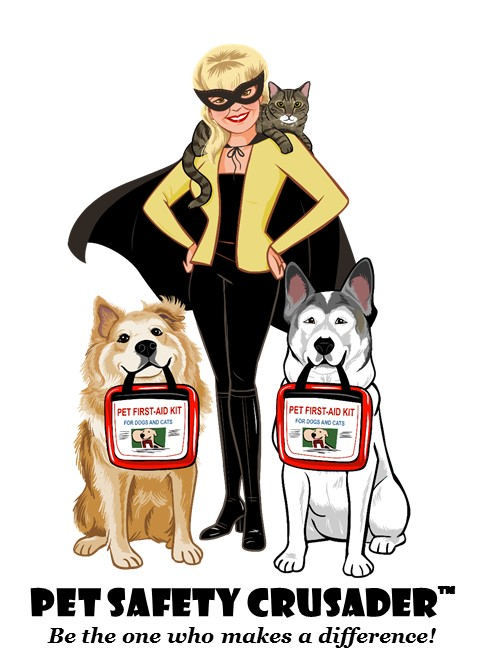 PET FIRST-AID KIT
FOR DOGS AND CATS
PET FIRST-AID KIT
FOR DOGS AND CATS
PET SAFETY CRUSADER™
Be the one who makes a difference!